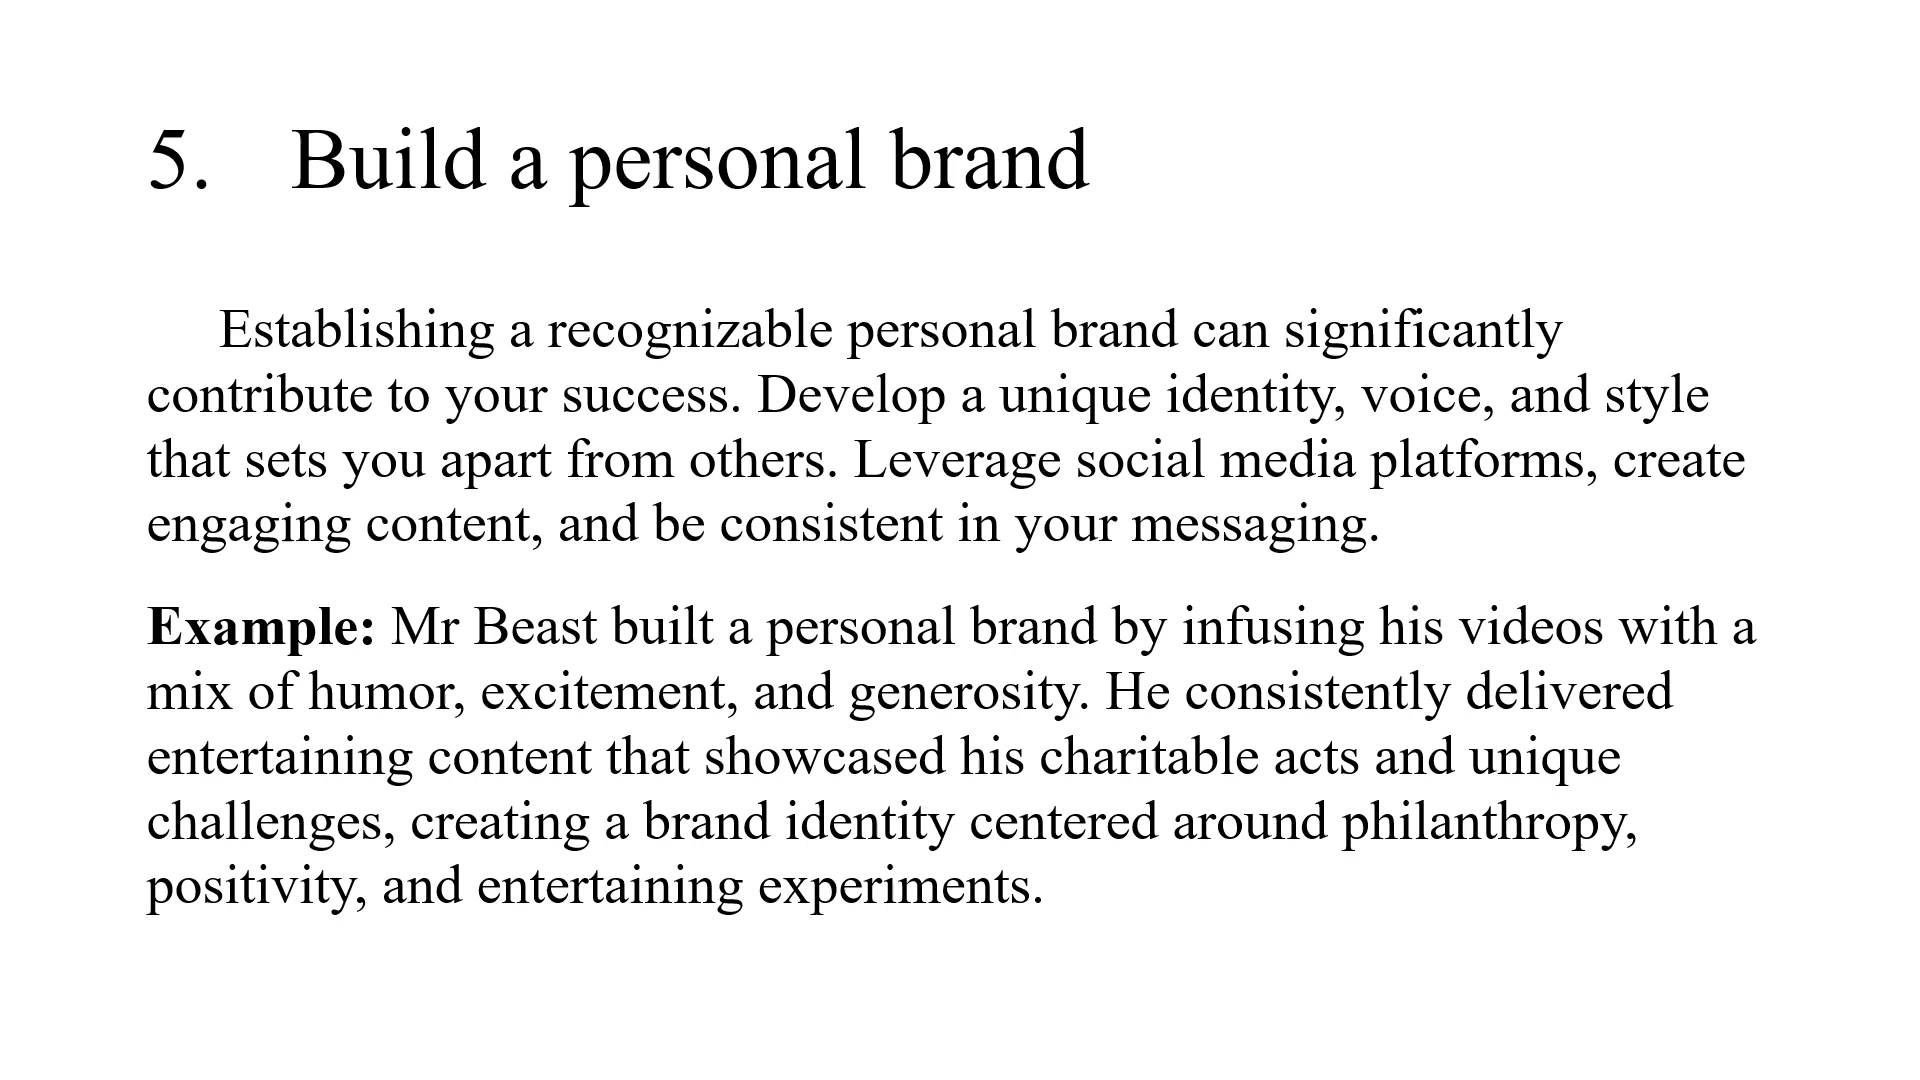 5. Build a personal brand
Establishing a recognizable personal brand can significantly
contribute to your success. Develop a unique identity, voice, and style
that sets you apart from others. Leverage social media platforms, create
engaging content, and be consistent in your messaging.
Example: Mr Beast built a personal brand by infusing his videos with a
mix of humor, excitement, and generosity. He consistently delivered
entertaining content that showcased his charitable acts and unique
challenges, creating a brand identity centered around philanthropy,
positivity, and entertaining experiments.